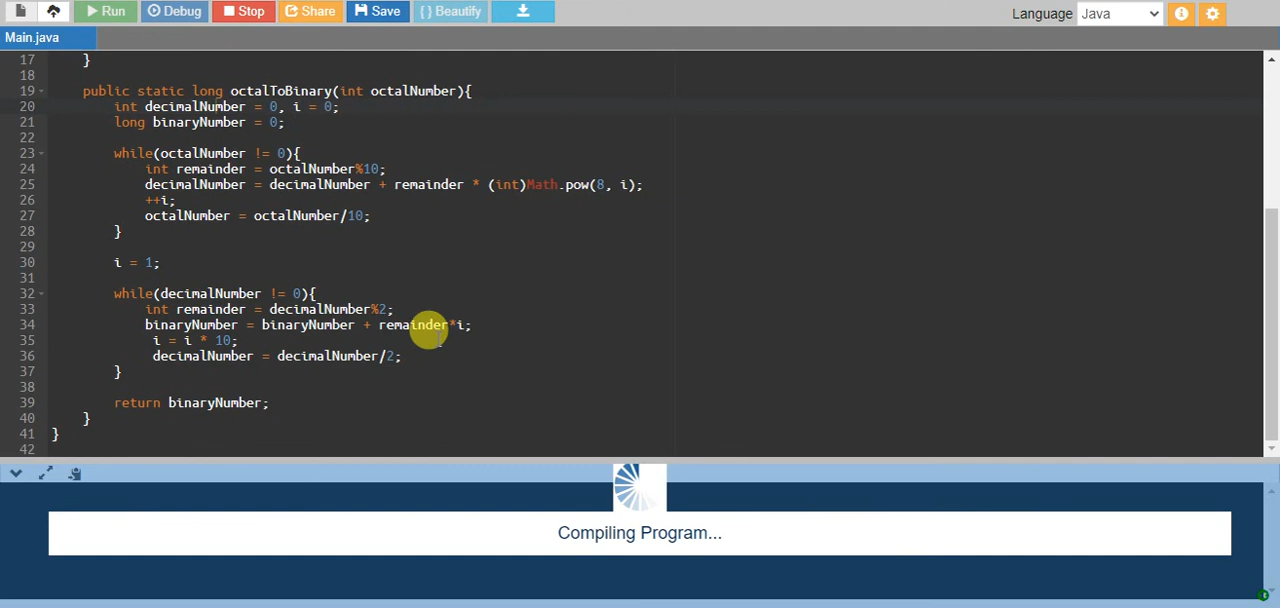 Run Debug Stop Share Save { } Beautify Language Java
Main.java
17 }
18
19 public static long octalToBinary(int octalNumber){
20 int decimalNumber = 0, i = 0;
21 long binaryNumber = 0;
22
23 while(octalNumber != 0){
24 int remainder = octalNumber%10;
25 decimalNumber = decimalNumber + remainder * (int)Math.pow(8, i);
26 ++i;
27 octalNumber = octalNumber/10;
28 }
29
30 i = 1;
31
32 while(decimalNumber != 0){
33 int remainder = decimalNumber%2;
34 binaryNumber = binaryNumber + remainder*i;
35 i = i * 10;
36 decimalNumber = decimalNumber/2;
37 }
38
39 return binaryNumber;
40 }
41 }
42
Compiling Program...